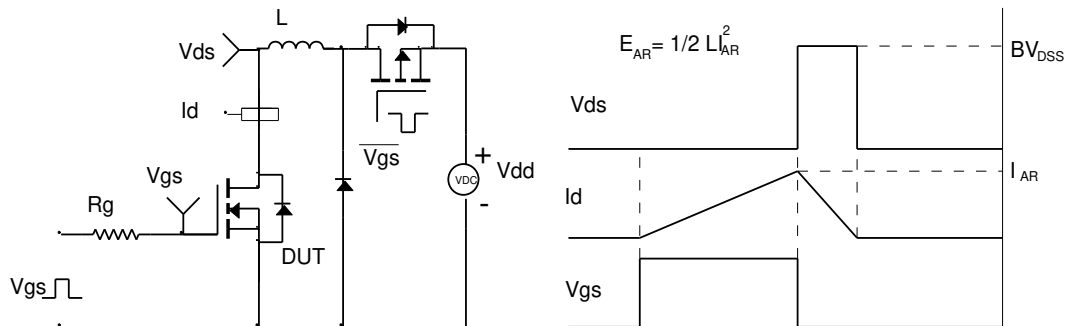 L
Vds
Id
Vgs
Rg
DUT
Vgs
Vgs
VDC
+
-
Vdd
E_AR= 1/2 LI_AR^2
Vds
BV_DSS
Id
I_AR
Vgs